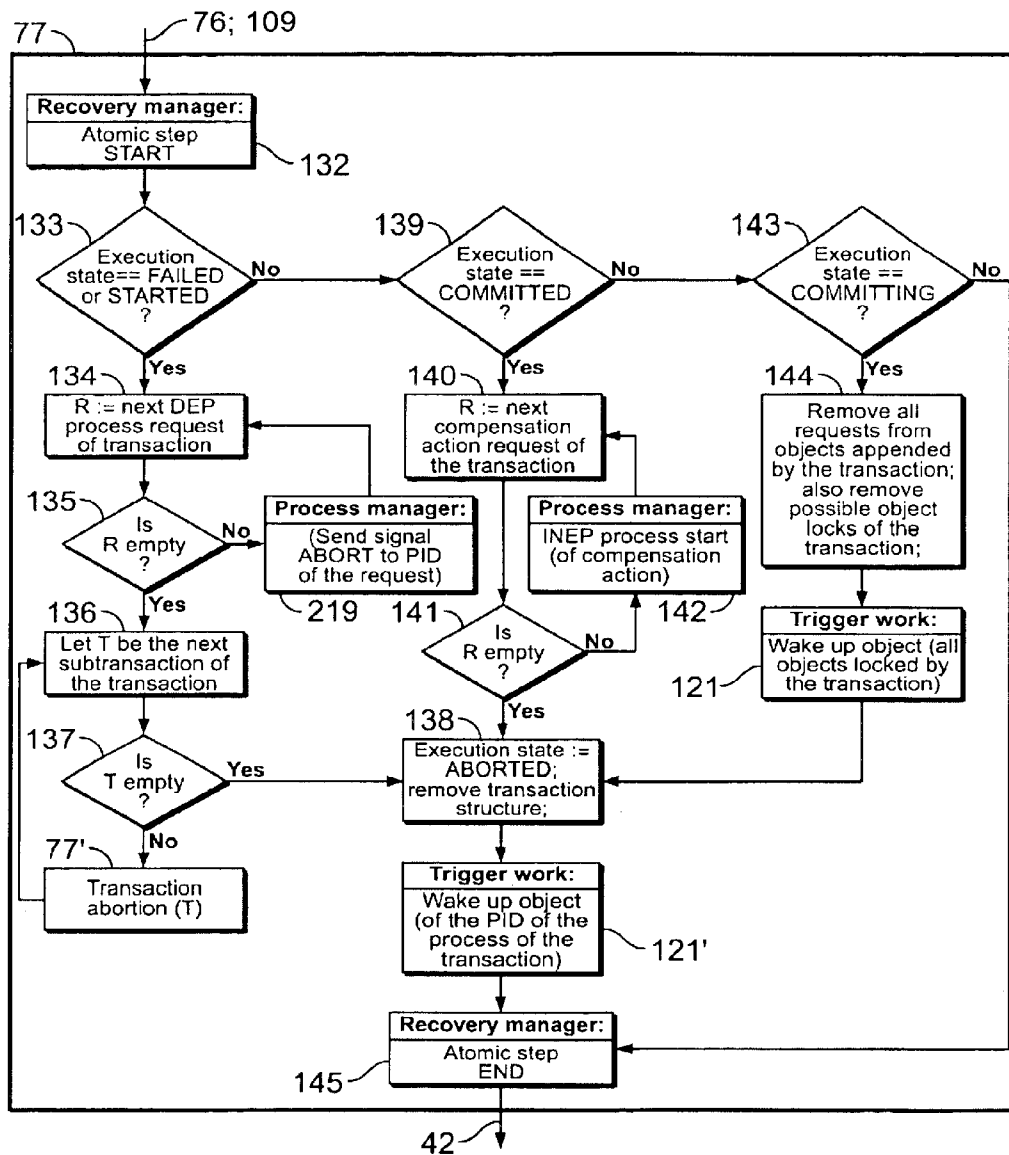 76; 109
77
Recovery manager:
Atomic step
START
132
133
Execution
state== FAILED
or STARTED
?
No
Yes
139
Execution
state ==
COMMITTED
?
No
Yes
143
Execution
state ==
COMMITTING
?
No
Yes
134
R := next DEP
process request
of transaction
135
Is
R empty
?
No
Yes
Process manager:
(Send signal
ABORT to PID
of the request)
219
136
Let T be the next
subtransaction of
the transaction
137
Is
T empty
?
Yes
No
77'
Transaction
abortion (T)
140
R := next
compensation
action request of
the transaction
Process manager:
INEP process start
(of compensation
action)
142
141
Is
R empty
?
No
Yes
144
Remove all
requests from
objects appended
by the transaction;
also remove
possible object
locks of the
transaction;
Trigger work:
Wake up object (all
objects locked by
the transaction)
121
138
Execution state :=
ABORTED;
remove transaction
structure;
Trigger work:
Wake up object
(of the PID of the
process of the
transaction)
121'
Recovery manager:
Atomic step
END
145
42